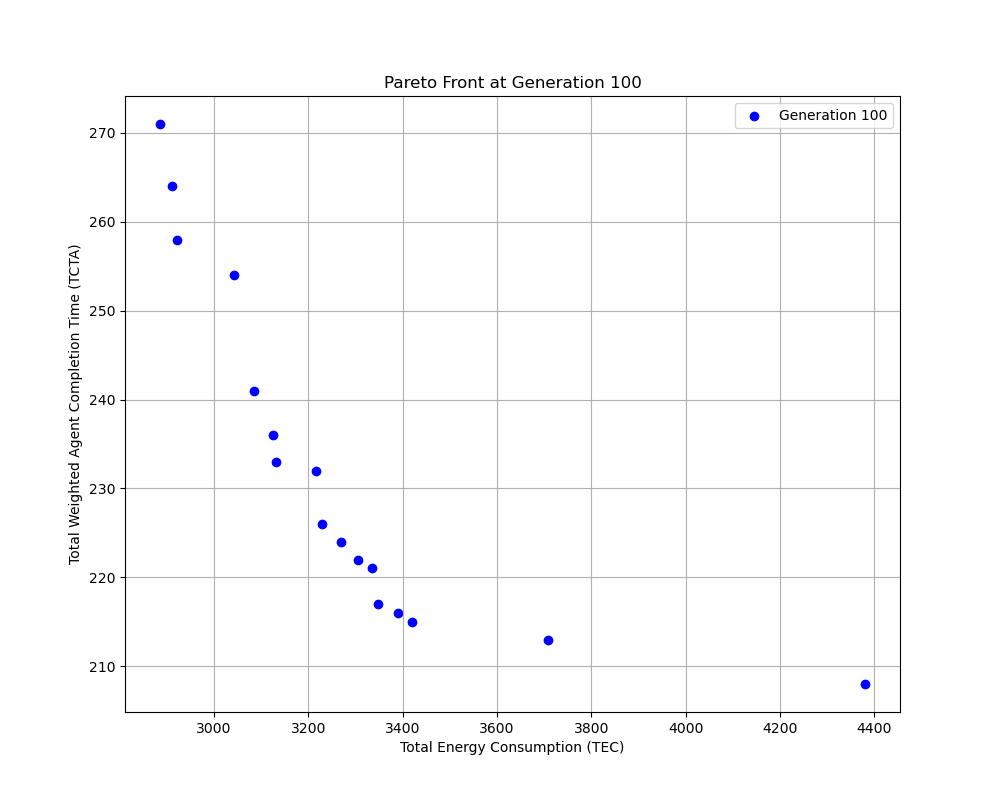 Pareto Front at Generation 100
Generation 100
Total Weighted Agent Completion Time (TCTA)
270
260
250
240
230
220
210
3000 3200 3400 3600 3800 4000 4200 4400
Total Energy Consumption (TEC)